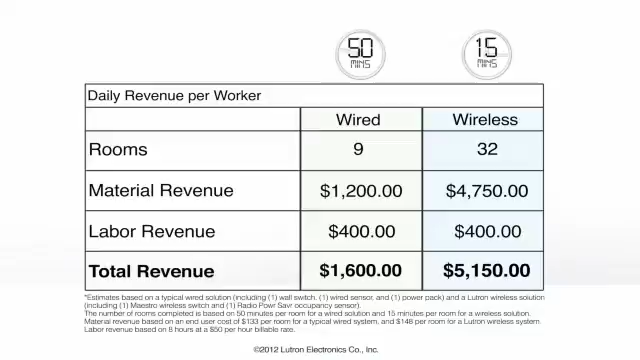 50 MINS 15 MINS
Daily Revenue per Worker
Wired Wireless
Rooms 9 32
Material Revenue $1,200.00 $4,750.00
Labor Revenue $400.00 $400.00
Total Revenue $1,600.00 $5,150.00
*Estimates based on a typical wired solution (including (1) wall switch, (1) wired sensor, and (1) power pack) and a Lutron wireless solution
(including (1) Maestro wireless switch and (1) Radio Powr Savr occupancy sensor).
The number of rooms completed is based on 50 minutes per room for a wired solution and 15 minutes per room for a wireless solution.
Material revenue based on an end user cost of $133 per room for a typical wired system, and $148 per room for a Lutron wireless system.
Labor revenue based on 8 hours at a $50 per hour billable rate.
©2012 Lutron Electronics Co., Inc.